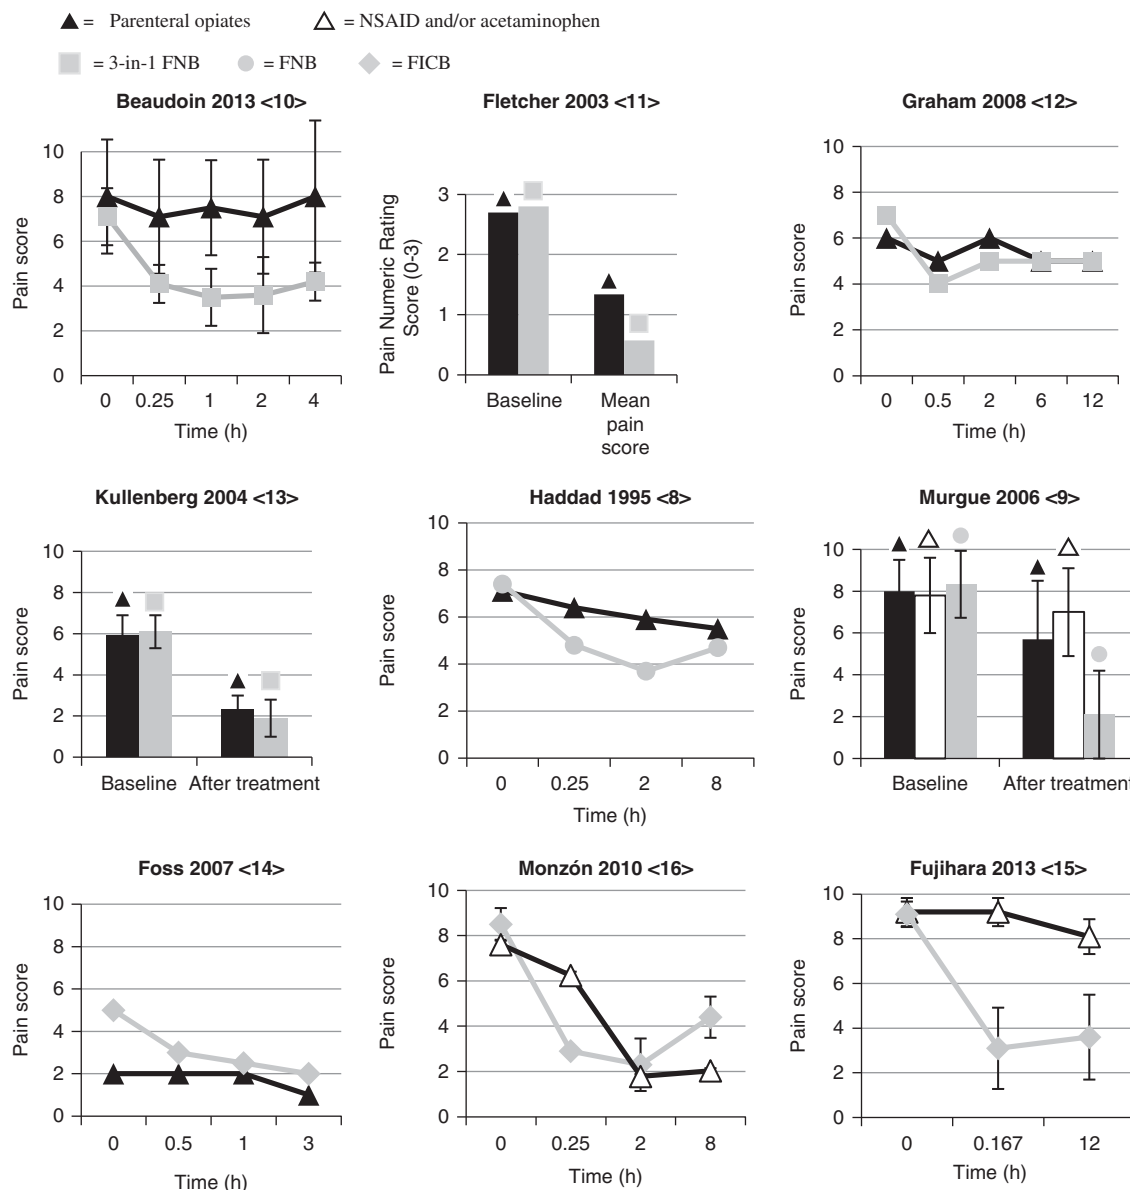 = Parenteral opiates = NSAID and/or acetaminophen
= 3-in-1 FNB = FNB = FICB
Beaudoin 2013 <10>
Pain score
10
8
6
4
2
0
0 0.25 1 2 4
Time (h)
Fletcher 2003 <11>
Pain Numeric Rating
Score (0-3)
3
2
1
0
Baseline Mean
pain
score
Graham 2008 <12>
Pain score
10
8
6
4
2
0
0 0.5 2 6 12
Time (h)
Kullenberg 2004 <13>
Pain score
10
8
6
4
2
0
Baseline After treatment
Haddad 1995 <8>
Pain score
10
8
6
4
2
0
0 0.25 2 8
Time (h)
Murgue 2006 <9>
Pain score
10
8
6
4
2
0
Baseline After treatment
Foss 2007 <14>
Pain score
10
8
6
4
2
0
0 0.5 1 3
Time (h)
Monzón 2010 <16>
Pain score
10
8
6
4
2
0
0 0.25 2 8
Time (h)
Fujihara 2013 <15>
Pain score
10
8
6
4
2
0
0 0.167 12
Time (h)